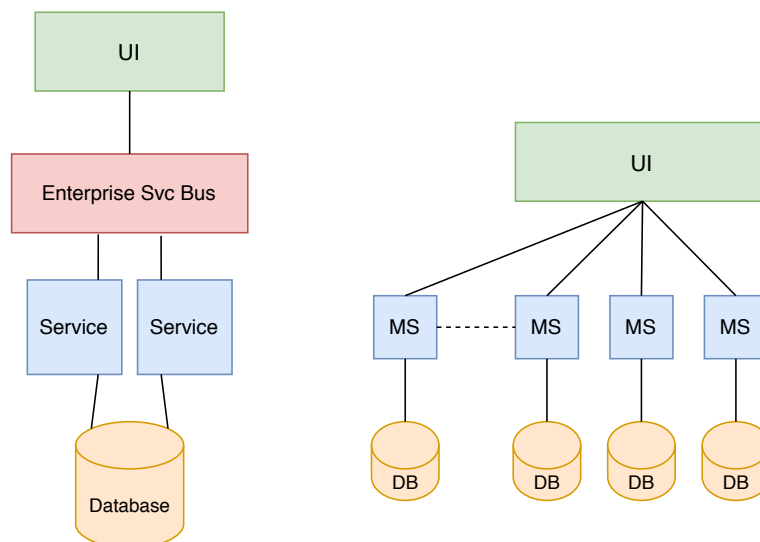 UI
Enterprise Svc Bus
Service Service
Database
UI
MS MS MS MS
DB DB DB DB